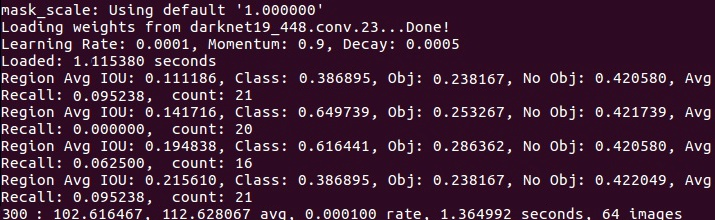 mask_scale: Using default '1.000000'
Loading weights from darknet19_448.conv.23...Done!
Learning Rate: 0.0001, Momentum: 0.9, Decay: 0.0005
Loaded: 1.115380 seconds
Region Avg IOU: 0.111186, Class: 0.386895, Obj: 0.238167, No Obj: 0.420580, Avg
Recall: 0.095238,  count: 21
Region Avg IOU: 0.141716, Class: 0.649739, Obj: 0.253267, No Obj: 0.421739, Avg
Recall: 0.000000,  count: 20
Region Avg IOU: 0.194838, Class: 0.616441, Obj: 0.286362, No Obj: 0.420580, Avg
Recall: 0.062500,  count: 16
Region Avg IOU: 0.215610, Class: 0.386895, Obj: 0.238167, No Obj: 0.422049, Avg
Recall: 0.095238,  count: 21
300 : 102.616467, 112.628067 avg, 0.000100 rate, 1.364992 seconds, 64 images